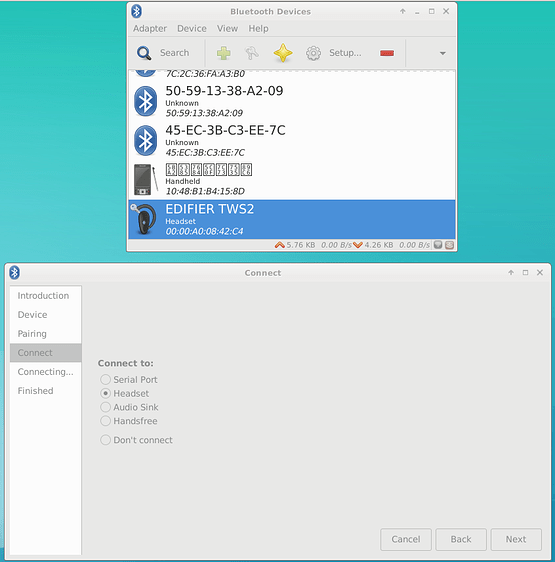 Bluetooth Devices
Adapter Device View Help
Search Setup...
7C:2C:36:FA:A3:B0
50-59-13-38-A2-09
Unknown
50:59:13:38:A2:09
45-EC-3B-C3-EE-7C
Unknown
45:EC:3B:C3:EE:7C
Handheld
10:48:B1:B4:15:8D
EDIFIER TWS2
Headset
00:00:A0:08:42:C4
5.76 KB 0.00 B/s 4.26 KB 0.00 B/s
Connect
Introduction
Device
Pairing
Connect
Connecting...
Finished
Connect to:
Serial Port
Headset
Audio Sink
Handsfree
Don't connect
Cancel Back Next